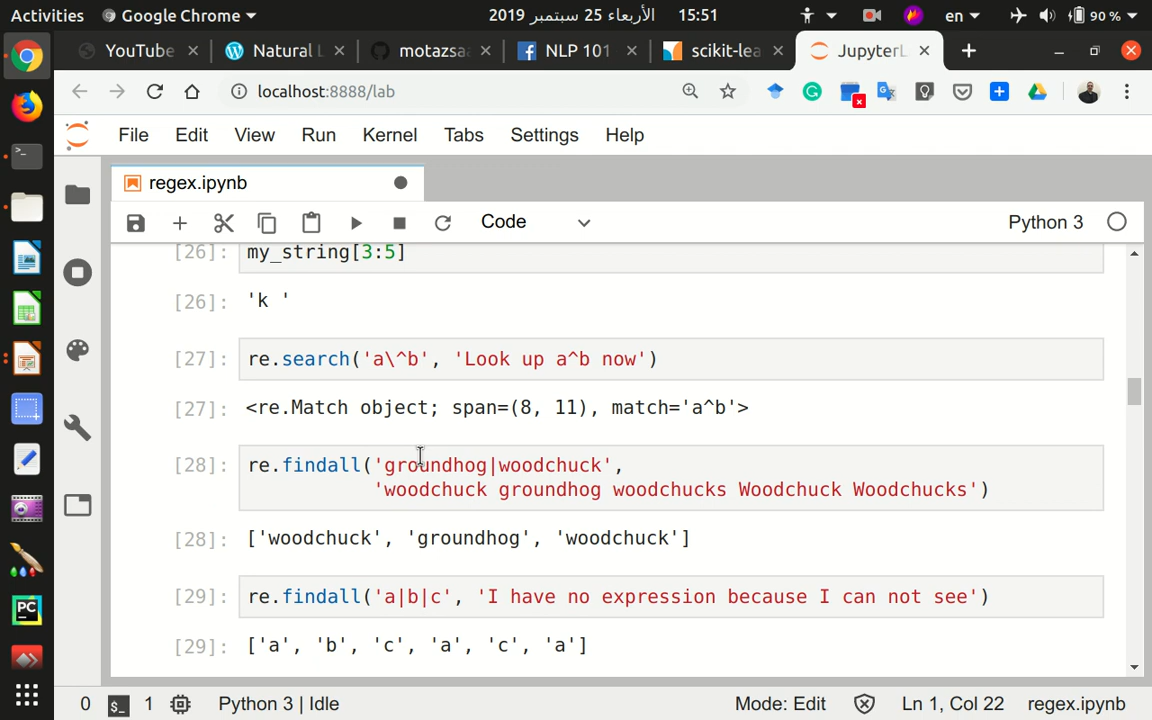 Activities Google Chrome 2019 الأربعاء 25 سبتمبر 15:51 en 90 %
YouTube Natural L motazsaa NLP 101 scikit-lea JupyterL
localhost:8888/lab
File Edit View Run Kernel Tabs Settings Help
regex.ipynb
Code Python 3
[26]: my_string[3:5]
[26]: 'k '
[27]: re.search('a\^b', 'Look up a^b now')
[27]: <re.Match object; span=(8, 11), match='a^b'>
[28]: re.findall('groundhog|woodchuck',
'woodchuck groundhog woodchucks Woodchuck Woodchucks')
[28]: ['woodchuck', 'groundhog', 'woodchuck']
[29]: re.findall('a|b|c', 'I have no expression because I can not see')
[29]: ['a', 'b', 'c', 'a', 'c', 'a']
0 $_ 1 Python 3 | Idle Mode: Edit Ln 1, Col 22 regex.ipynb